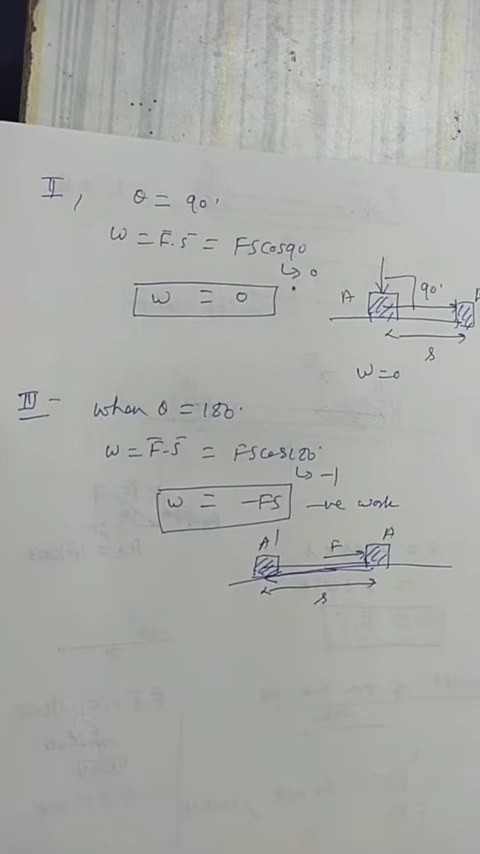 II, θ = 90°
W = F̄.S̄ = FScos90
↳ 0
W = 0
A 90°
S
W=0
III - when θ = 180°
W = F̄.S̄ = FScos180°
↳ -1
W = -FS -ve work
A' F A
S